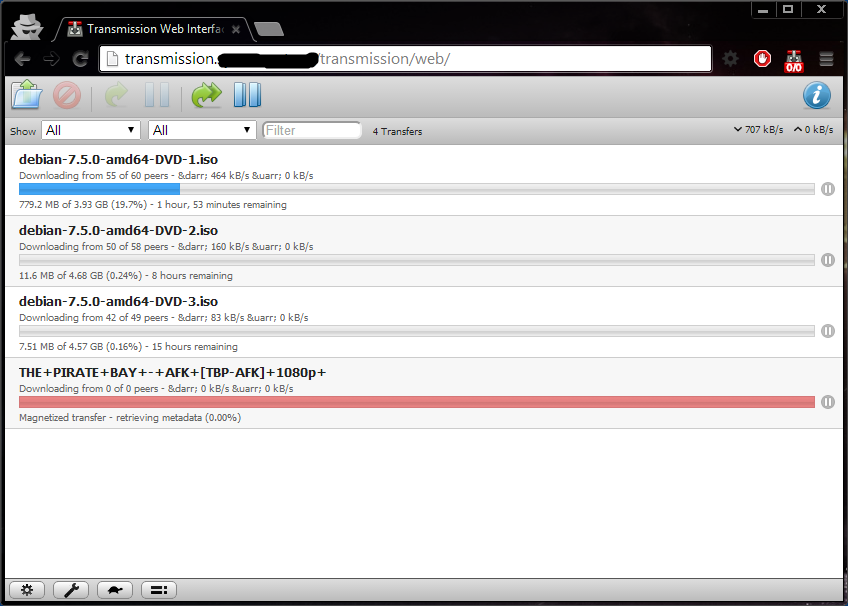 Transmission Web Interfac
transmission.s
/transmission/web/
0/0
Show All All Filter 4 Transfers 707 kB/s 0 kB/s
debian-7.5.0-amd64-DVD-1.iso
Downloading from 55 of 60 peers - &darr; 464 kB/s &uarr; 0 kB/s
779.2 MB of 3.93 GB (19.7%) - 1 hour, 53 minutes remaining
debian-7.5.0-amd64-DVD-2.iso
Downloading from 50 of 58 peers - &darr; 160 kB/s &uarr; 0 kB/s
11.6 MB of 4.68 GB (0.24%) - 8 hours remaining
debian-7.5.0-amd64-DVD-3.iso
Downloading from 42 of 49 peers - &darr; 83 kB/s &uarr; 0 kB/s
7.51 MB of 4.57 GB (0.16%) - 15 hours remaining
THE+PIRATE+BAY+-+AFK+[TBP-AFK]+1080p+
Downloading from 0 of 0 peers - &darr; 0 kB/s &uarr; 0 kB/s
Magnetized transfer - retrieving metadata (0.00%)